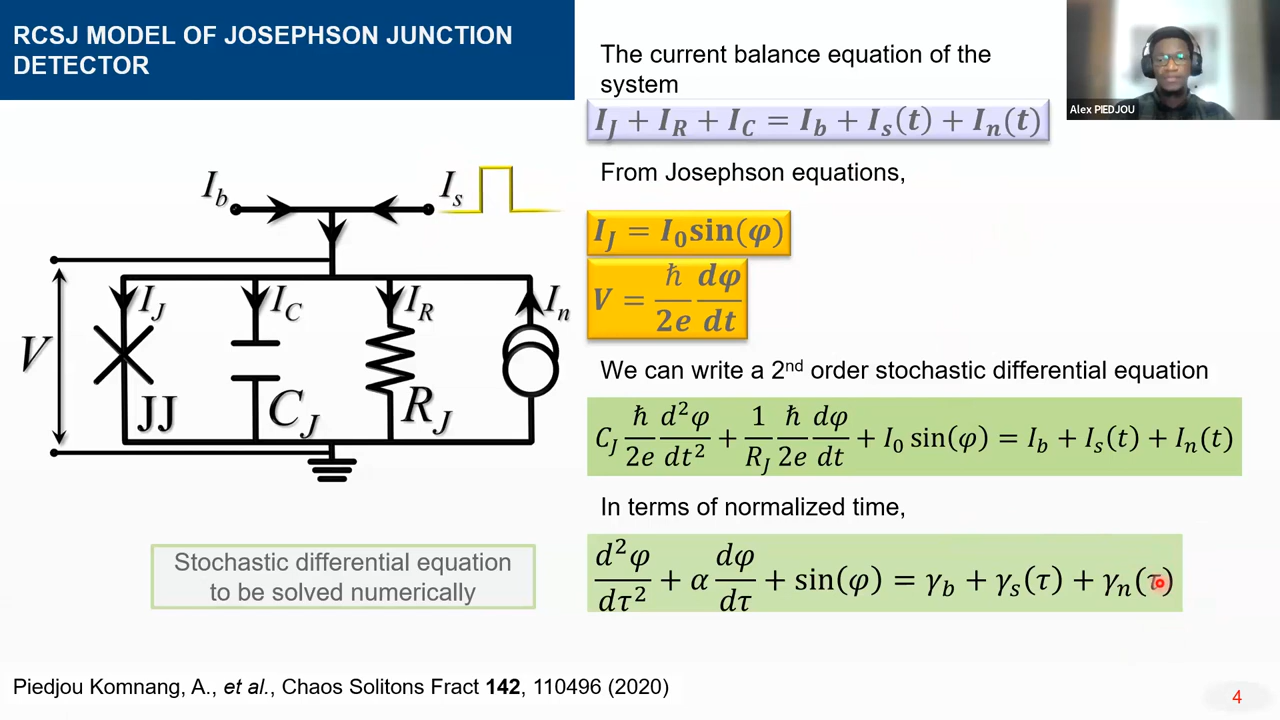 RCSJ MODEL OF JOSEPHSON JUNCTION
DETECTOR
The current balance equation of the
system
I_J + I_R + I_C = I_b + I_s(t) + I_n(t)
Alex PIEDJOU
From Josephson equations,
I_J = I_0 sin(φ)
V = ħ/2e dφ/dt
I_b
I_s
I_J
I_C
I_R
I_n
V
JJ
C_J
R_J
We can write a 2nd order stochastic differential equation
C_J ħ/2e d²φ/dt² + 1/R_J ħ/2e dφ/dt + I_0 sin(φ) = I_b + I_s(t) + I_n(t)
In terms of normalized time,
d²φ/dτ² + α dφ/dτ + sin(φ) = γ_b + γ_s(τ) + γ_n(τ)
Stochastic differential equation
to be solved numerically
Piedjou Komnang, A., et al., Chaos Solitons Fract 142, 110496 (2020)
4